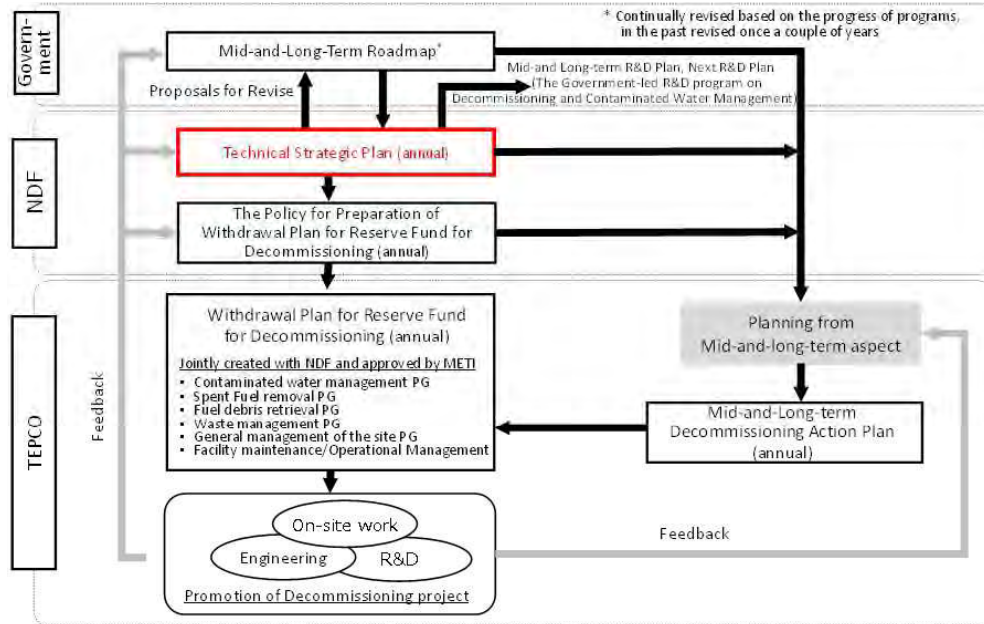 Govern-
ment
* Continually revised based on the progress of programs,
in the past revised once a couple of years
Mid-and-Long-Term Roadmap*
Proposals for Revise
Mid-and Long-term R&D Plan, Next R&D Plan
(The Government-led R&D program on
Decommissioning and Contaminated Water Management)
NDF
Technical Strategic Plan (annual)
The Policy for Preparation of
Withdrawal Plan for Reserve Fund for
Decommissioning (annual)
TEPCO
Feedback
Withdrawal Plan for Reserve Fund
for Decommissioning (annual)
Jointly created with NDF and approved by METI
• Contaminated water management PG
• Spent Fuel removal PG
• Fuel debris retrieval PG
• Waste management PG
• General management of the site PG
• Facility maintenance/Operational Management
Planning from
Mid-and-long-term aspect
Mid-and-Long-term
Decommissioning Action Plan
(annual)
On-site work
Engineering
R&D
Promotion of Decommissioning project
Feedback